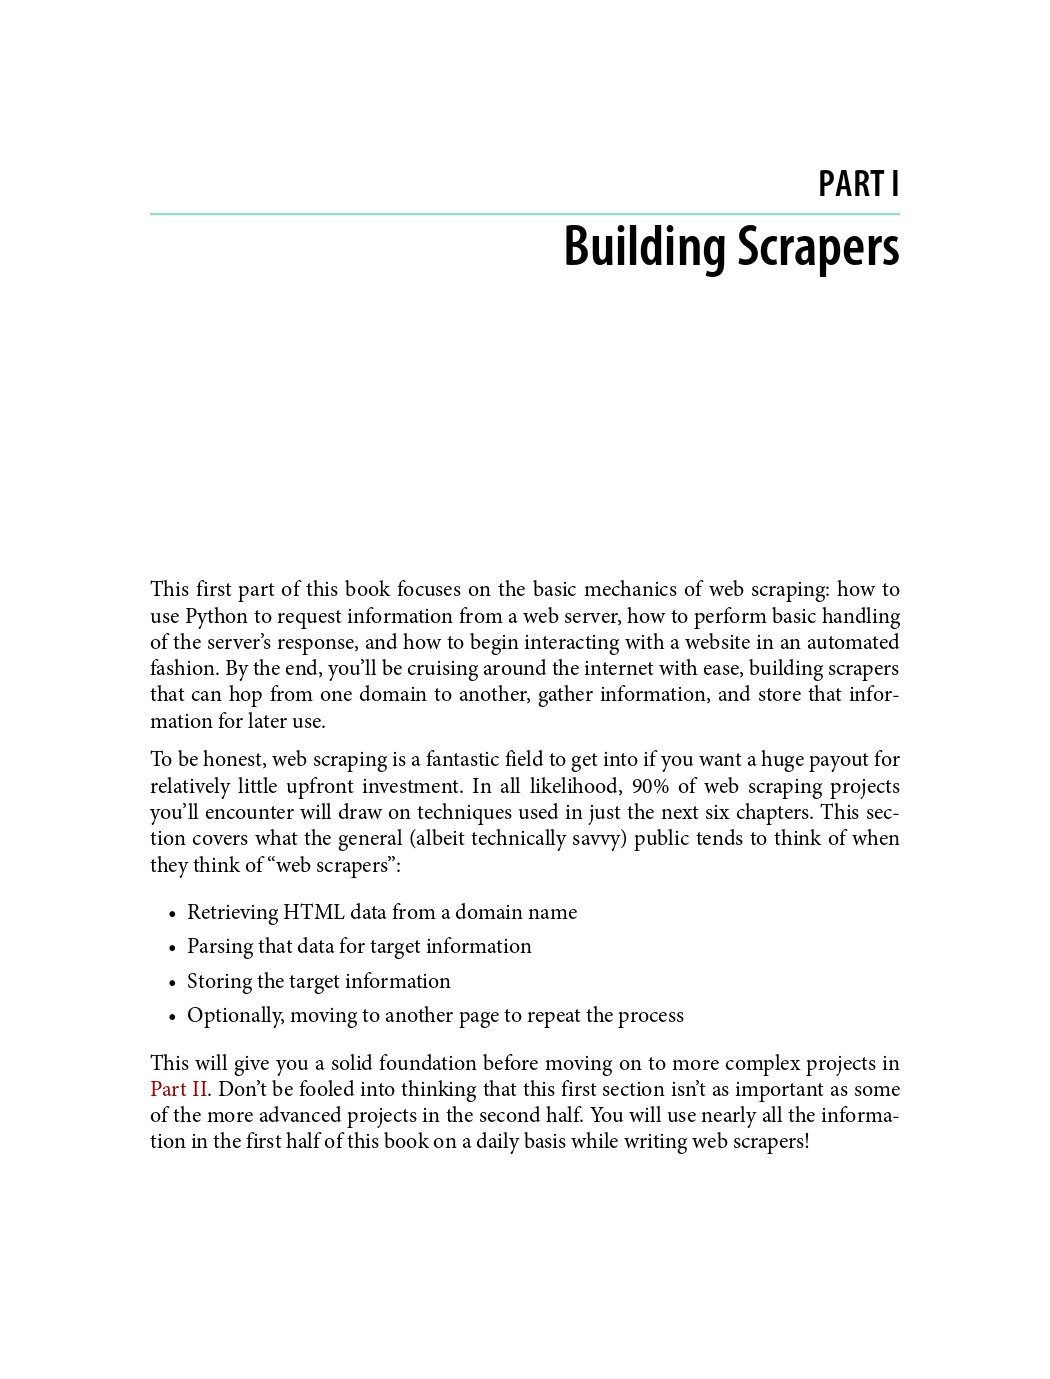 PART I
Building Scrapers
This first part of this book focuses on the basic mechanics of web scraping: how to
use Python to request information from a web server, how to perform basic handling
of the server’s response, and how to begin interacting with a website in an automated
fashion. By the end, you’ll be cruising around the internet with ease, building scrapers
that can hop from one domain to another, gather information, and store that infor-
mation for later use.
To be honest, web scraping is a fantastic field to get into if you want a huge payout for
relatively little upfront investment. In all likelihood, 90% of web scraping projects
you’ll encounter will draw on techniques used in just the next six chapters. This sec-
tion covers what the general (albeit technically savvy) public tends to think of when
they think of “web scrapers”:
• Retrieving HTML data from a domain name
• Parsing that data for target information
• Storing the target information
• Optionally, moving to another page to repeat the process
This will give you a solid foundation before moving on to more complex projects in
Part II. Don’t be fooled into thinking that this first section isn’t as important as some
of the more advanced projects in the second half. You will use nearly all the informa-
tion in the first half of this book on a daily basis while writing web scrapers!